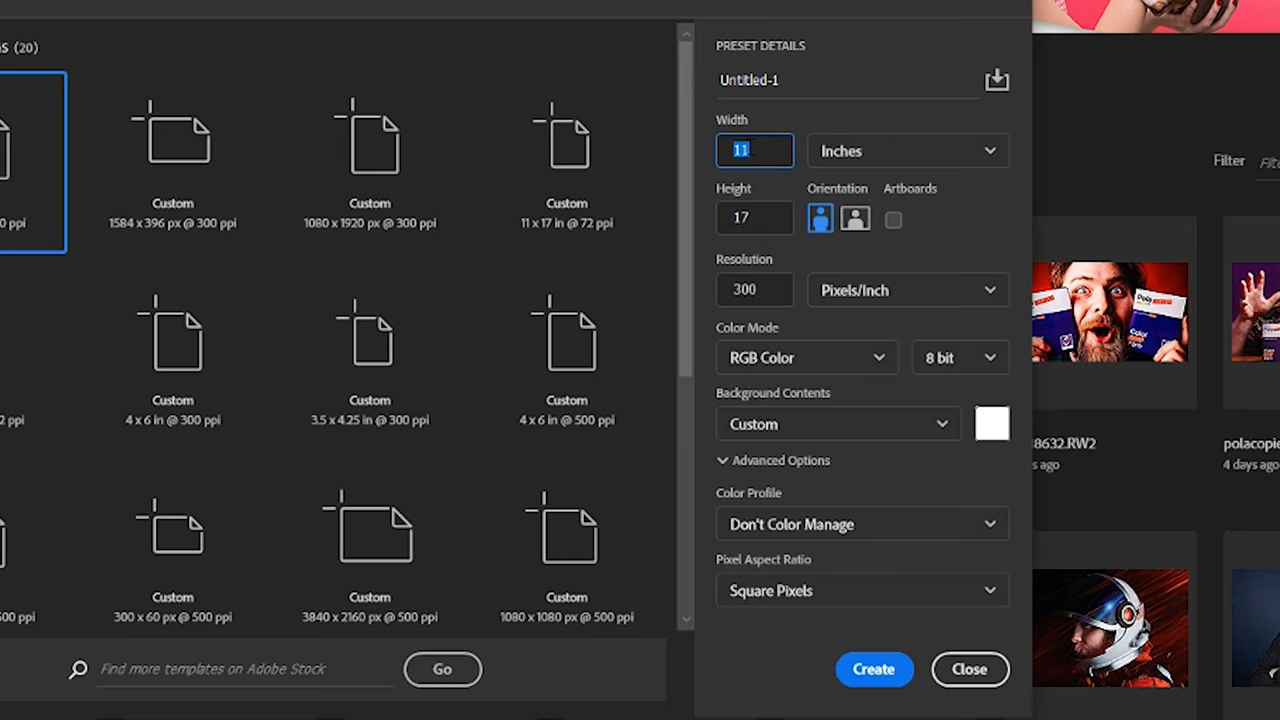 (20)
Custom
1584 x 396 px @ 300 ppi
Custom
1080 x 1920 px @ 300 ppi
Custom
11 x 17 in @ 72 ppi
ppi
Custom
4 x 6 in @ 300 ppi
Custom
3.5 x 4.25 in @ 300 ppi
Custom
4 x 6 in @ 500 ppi
ppi
Custom
300 x 60 px @ 500 ppi
Custom
3840 x 2160 px @ 500 ppi
Custom
1080 x 1080 px @ 500 ppi
ppi
Find more templates on Adobe Stock
Go
PRESET DETAILS
Untitled-1
Width
11
Inches
Height
Orientation
Artboards
17
Resolution
300
Pixels/Inch
Color Mode
RGB Color
8 bit
Background Contents
Custom
Advanced Options
Color Profile
Don't Color Manage
Pixel Aspect Ratio
Square Pixels
Create
Close
Filter
8632.RW2
s ago
polacopie
4 days ago